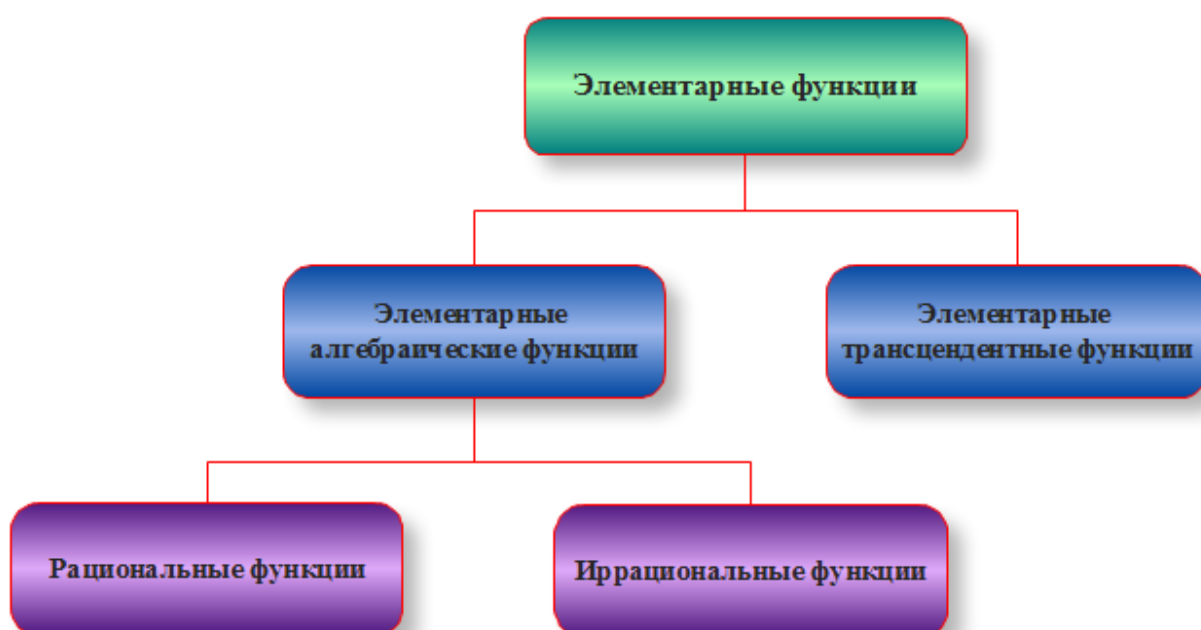 Элементарные функции
Элементарные
алгебраические функции
Элементарные
трансцендентные функции
Рациональные функции
Иррациональные функции